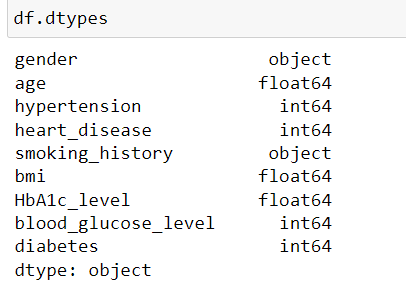 df.dtypes
gender object
age float64
hypertension int64
heart_disease int64
smoking_history object
bmi float64
HbA1c_level float64
blood_glucose_level int64
diabetes int64
dtype: object